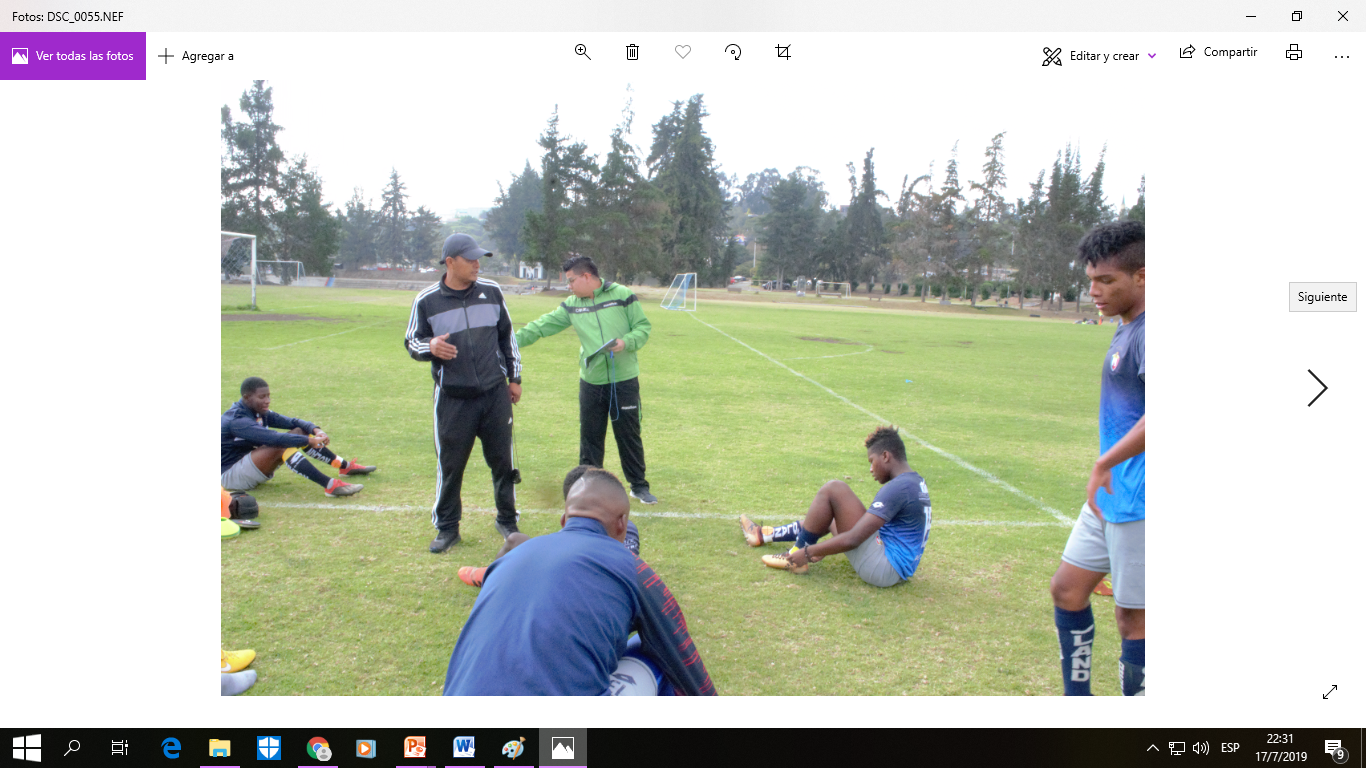 Fotos: DSC_0055.NEF
Ver todas las fotos
Agregar a
Editar y crear
Compartir
Siguiente
LAND
ESP
22:31
17/7/2019
9